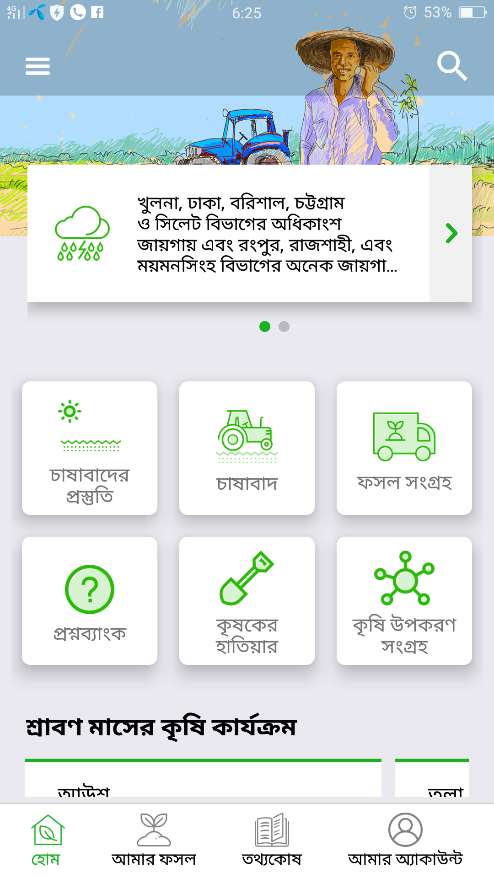 4G
6:25
53%
খুলনা, ঢাকা, বরিশাল, চট্টগ্রাম
ও সিলেট বিভাগের অধিকাংশ
জায়গায় এবং রংপুর, রাজশাহী, এবং
ময়মনসিংহ বিভাগের অনেক জায়গা...
চাষাবাদের
প্রস্তুতি
চাষাবাদ
ফসল সংগ্রহ
প্রশ্নব্যাংক
কৃষকের
হাতিয়ার
কৃষি উপকরণ
সংগ্রহ
শ্রাবণ মাসের কৃষি কার্যক্রম
আউশ
হোম
আমার ফসল
তথ্যকোষ
আমার অ্যাকাউন্ট